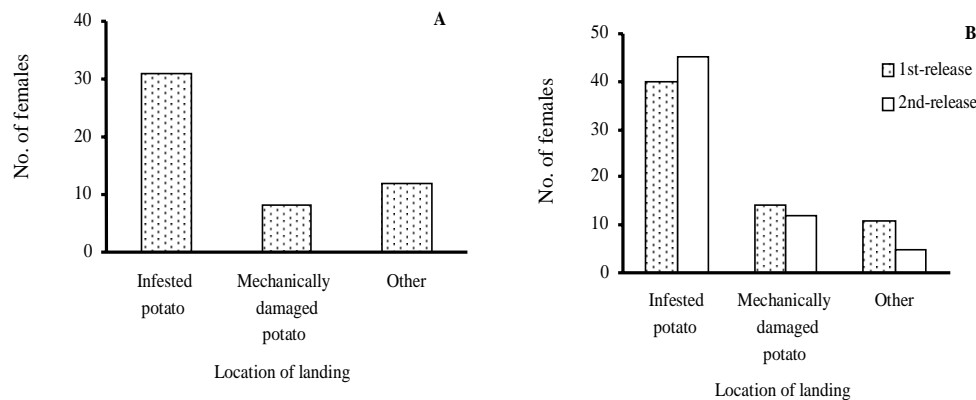 A
No. of females
40
30
20
10
0
Infested
potato
Mechanically
damaged
potato
Other
Location of landing
B
No. of females
50
40
30
20
10
0
1st-release
2nd-release
Infested
potato
Mechanically
damaged
potato
Other
Location of landing